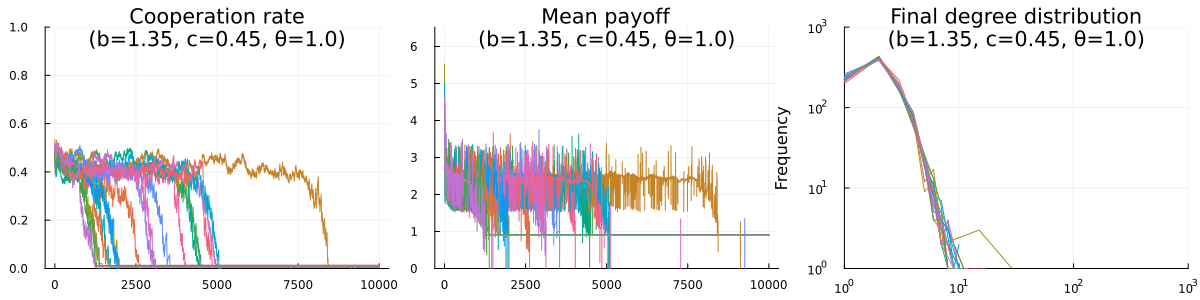 Cooperation rate
(b=1.35, c=0.45, θ=1.0)
1.0
0.8
0.6
0.4
0.2
0.0
0 2500 5000 7500 10000
Mean payoff
(b=1.35, c=0.45, θ=1.0)
6
5
4
3
2
1
0
0 2500 5000 7500 10000
Final degree distribution
(b=1.35, c=0.45, θ=1.0)
Frequency
10³
10²
10¹
10⁰
10⁰ 10¹ 10² 10³